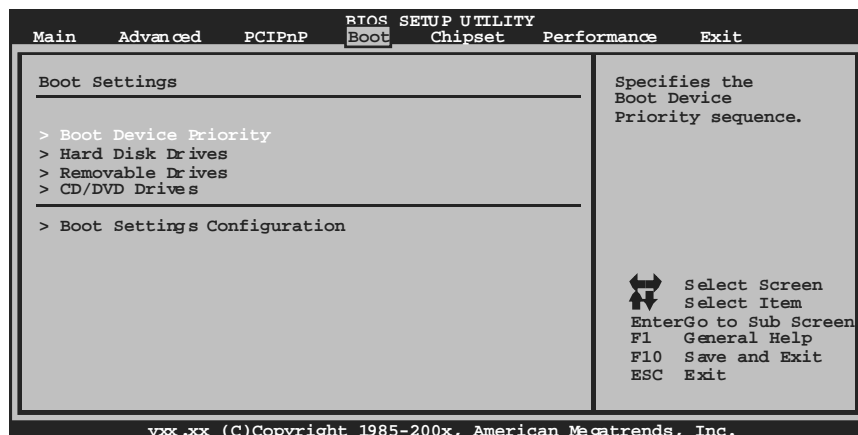 BIOS SETUP UTILITY
Main Advanced PCIPnP Boot Chipset Performance Exit
Boot Settings
> Boot Device Priority
> Hard Disk Drives
> Removable Drives
> CD/DVD Drives
> Boot Settings Configuration
Specifies the
Boot Device
Priority sequence.
Select Screen
Select Item
Enter Go to Sub Screen
F1 General Help
F10 Save and Exit
ESC Exit
vxx.xx (C)Copyright 1985-200x, American Megatrends, Inc.